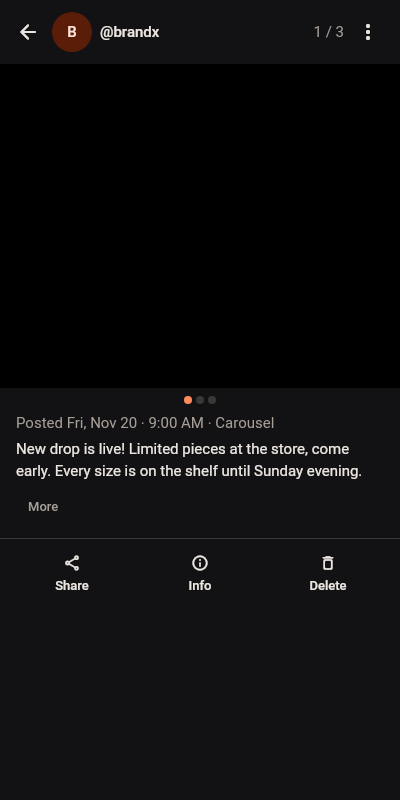 B
@brandx
1 / 3
Posted Fri, Nov 20 · 9:00 AM · Carousel
New drop is live! Limited pieces at the store, come
early. Every size is on the shelf until Sunday evening.
More
Share
Info
Delete